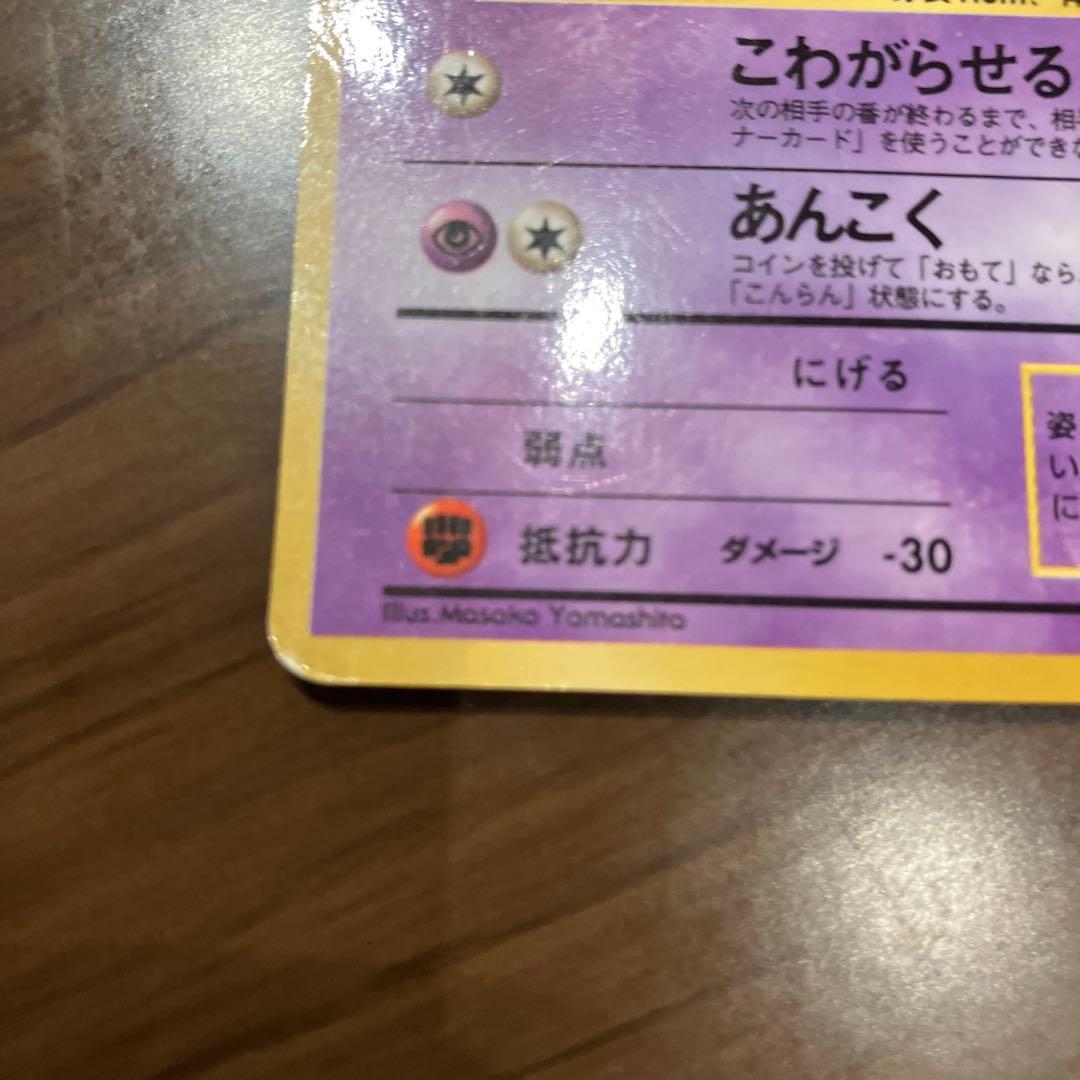 こわがらせる
次の相手の番が終わるまで、相
ナーカード」を使うことができな
あんこく
コインを投げて「おもて」なら
「こんらん」状態にする。
にげる
弱点
抵抗力 ダメージ -30
姿
い
に
Illus. Masako Yamashita